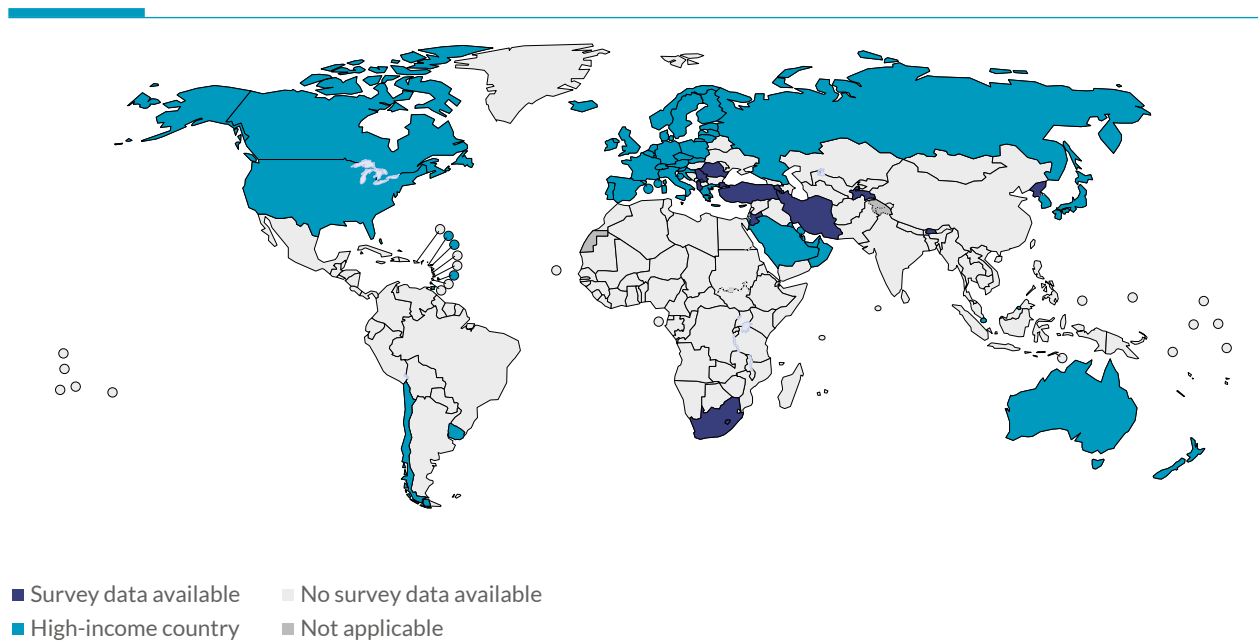 Survey data available
No survey data available
High-income country
Not applicable